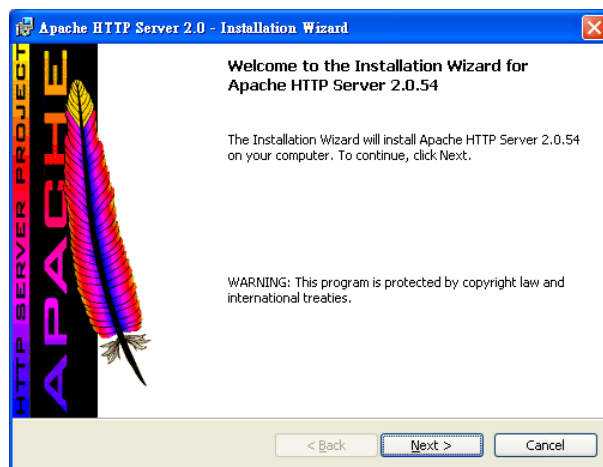 Apache HTTP Server 2.0 - Installation Wizard
HTTP SERVER PROJECT
APACHE
Welcome to the Installation Wizard for
Apache HTTP Server 2.0.54
The Installation Wizard will install Apache HTTP Server 2.0.54
on your computer. To continue, click Next.
WARNING: This program is protected by copyright law and
international treaties.
< Back
Next >
Cancel